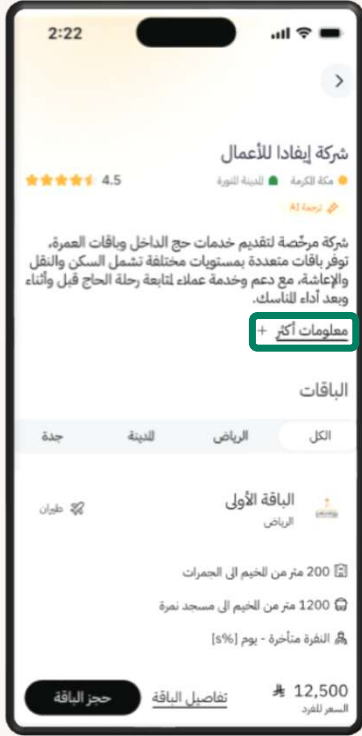 2:22
شركة إيفادا للأعمال
مكة المكرمة المدينة المنورة 4.5
ترجمة AI
شركة مرخّصة لتقديم خدمات حج الداخل وباقات العمرة،
توفر باقات متعددة بمستويات مختلفة تشمل السكن والنقل
والإعاشة، مع دعم وخدمة عملاء لمتابعة رحلة الحاج قبل وأثناء
وبعد أداء المناسك.
معلومات أكثر +
الباقات
الكل الرياض المدينة جدة
الباقة الأولى طيران
الرياض
200 متر من المخيم الى الجمرات
1200 متر من المخيم الى مسجد نمرة
النفرة متأخرة - يوم [%s]
12,500 تفاصيل الباقة حجز الباقة
السعر للفرد